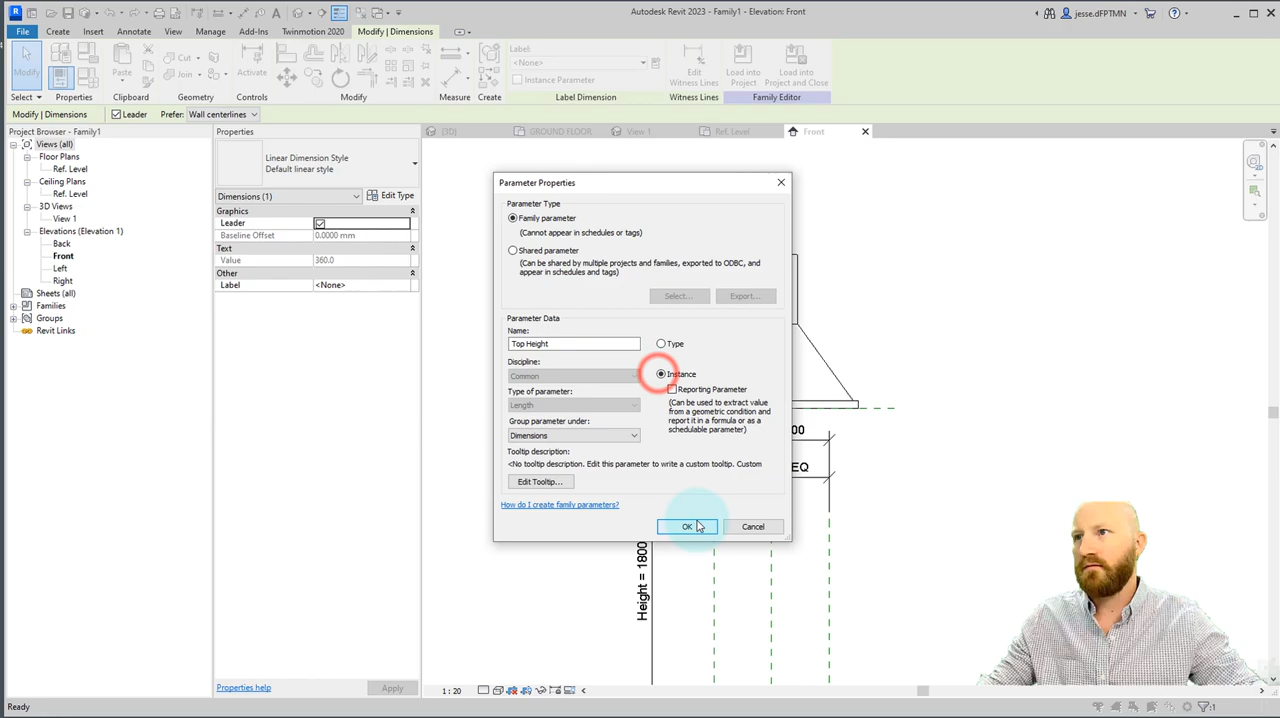 Autodesk Revit 2023 - Family1 - Elevation: Front
jesse.dFPTMN
File
Create
Insert
Annotate
View
Manage
Add-Ins
Twinmotion 2020
Modify | Dimensions
Modify
Paste
Cut
Join
Activate
Label:
<None>
Instance Parameter
Edit
Witness Lines
Load into
Project
Load into
Project and Close
Select
Properties
Clipboard
Geometry
Controls
Modify
Measure
Create
Label Dimension
Witness Lines
Family Editor
Modify | Dimensions
Leader
Prefer:
Wall centerlines
Project Browser - Family1
Views (all)
Floor Plans
Ref. Level
Ceiling Plans
Ref. Level
3D Views
View 1
Elevations (Elevation 1)
Back
Front
Left
Right
Sheets (all)
Families
Groups
Revit Links
Properties
Linear Dimension Style
Default linear style
Dimensions (1)
Edit Type
Graphics
Leader
Baseline Offset
0.0000 mm
Text
Value
360.0
Other
Label
<None>
Properties help
Apply
{3D}
GROUND FLOOR
View 1
Ref. Level
Front
Parameter Properties
Parameter Type
Family parameter
(Cannot appear in schedules or tags)
Shared parameter
(Can be shared by multiple projects and families, exported to ODBC, and
appear in schedules and tags)
Select...
Export...
Parameter Data
Name:
Top Height
Type
Discipline:
Common
Instance
Type of parameter:
Reporting Parameter
Length
(Can be used to extract value
from a geometric condition and
report it in a formula or as a
schedulable parameter)
Group parameter under:
Dimensions
Tooltip description:
<No tooltip description. Edit this parameter to write a custom tooltip. Custom
Edit Tooltip...
How do I create family parameters?
OK
Cancel
00
EQ
Height = 1800
1 : 20
Ready
:1